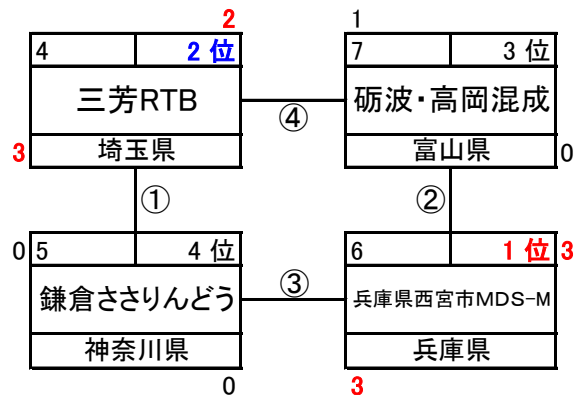 2 1
4 2 位 7 3 位
三芳RTB 砺波・高岡混成
④
3 埼玉県 富山県 0
① ②
0 5 4 位 6 1 位 3
鎌倉ささりんどう ③ 兵庫県西宮市MDS-M
神奈川県 兵庫県
0 3